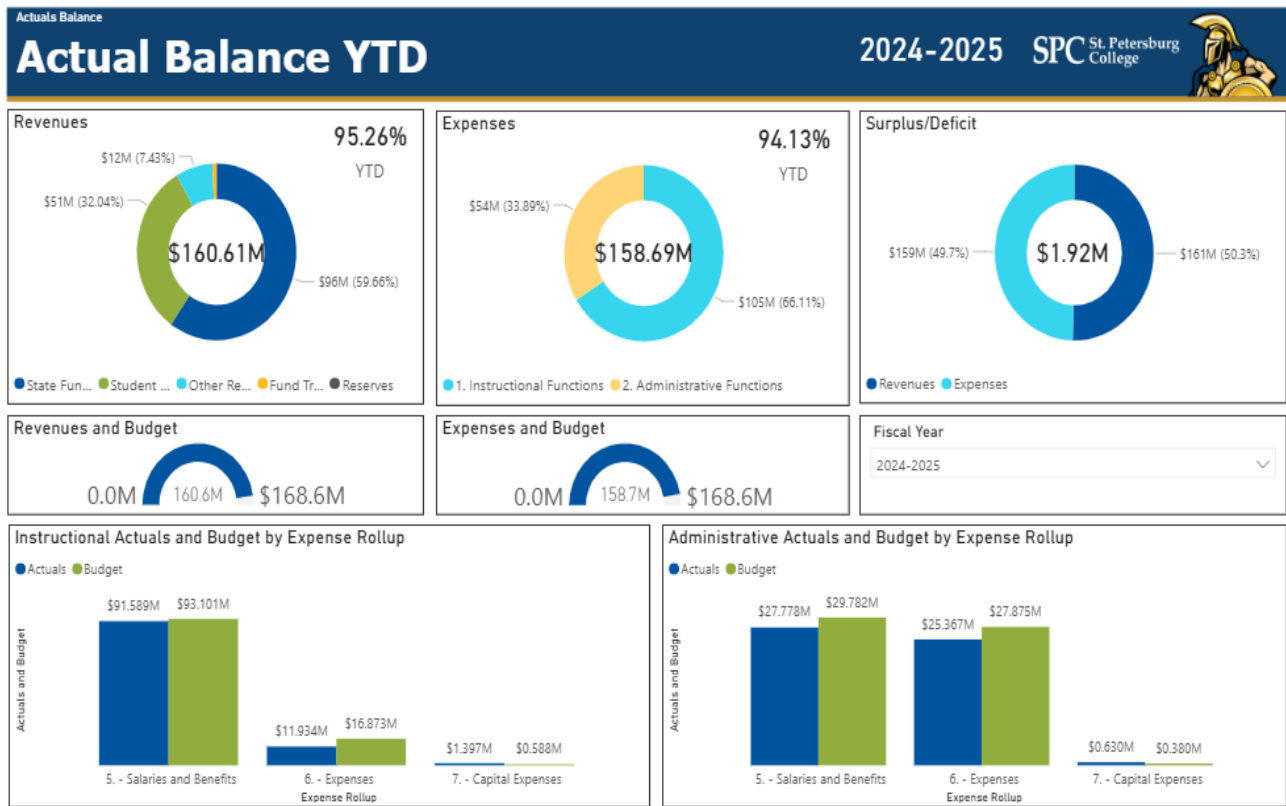 Actuals Balance
Actual Balance YTD
2024-2025
SPC St. Petersburg
College
Revenues
95.26%
YTD
$12M (7.43%)
$51M (32.04%)
$160.61M
$96M (59.66%)
State Fun... Student ... Other Re... Fund Tr... Reserves
Expenses
94.13%
YTD
$54M (33.89%)
$158.69M
$105M (66.11%)
1. Instructional Functions 2. Administrative Functions
Surplus/Deficit
$159M (49.7%)
$1.92M
$161M (50.3%)
Revenues Expenses
Revenues and Budget
0.0M 160.6M $168.6M
Expenses and Budget
0.0M 158.7M $168.6M
Fiscal Year
2024-2025
Instructional Actuals and Budget by Expense Rollup
Actuals Budget
Actuals and Budget
$91.589M $93.101M
$11.934M $16.873M
$1.397M $0.588M
5. - Salaries and Benefits 6. - Expenses 7. - Capital Expenses
Expense Rollup
Administrative Actuals and Budget by Expense Rollup
Actuals Budget
Actuals and Budget
$27.778M $29.782M
$25.367M $27.875M
$0.630M $0.380M
5. - Salaries and Benefits 6. - Expenses 7. - Capital Expenses
Expense Rollup